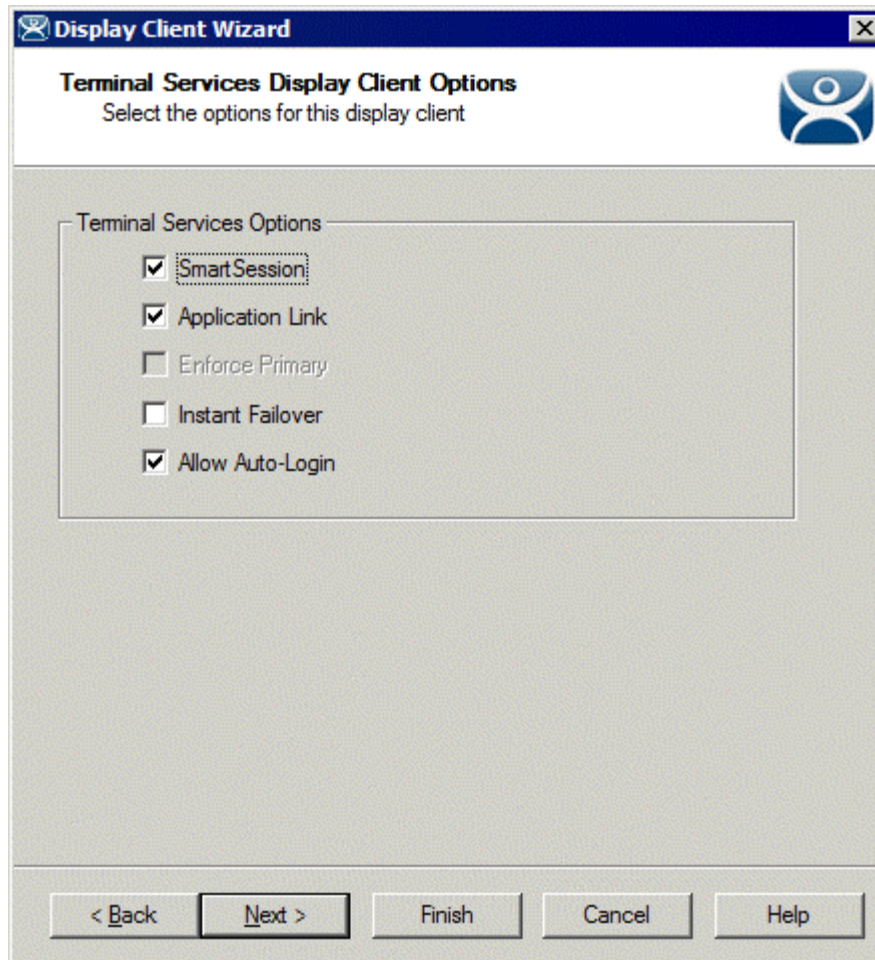 Display Client Wizard
Terminal Services Display Client Options
Select the options for this display client
Terminal Services Options
SmartSession
Application Link
Enforce Primary
Instant Failover
Allow Auto-Login
< Back Next > Finish Cancel Help